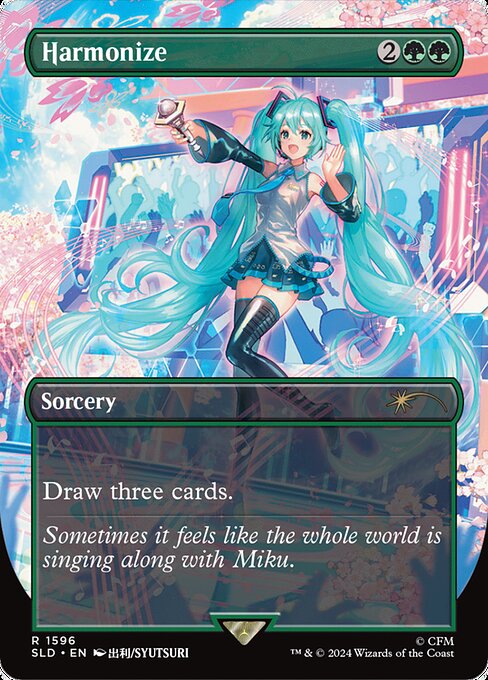 Harmonize 2
Sorcery
Draw three cards.
Sometimes it feels like the whole world is
singing along with Miku.
R 1596
© CFM
SLD • EN 出利/SYUTSURI
™ & © 2024 Wizards of the Coast